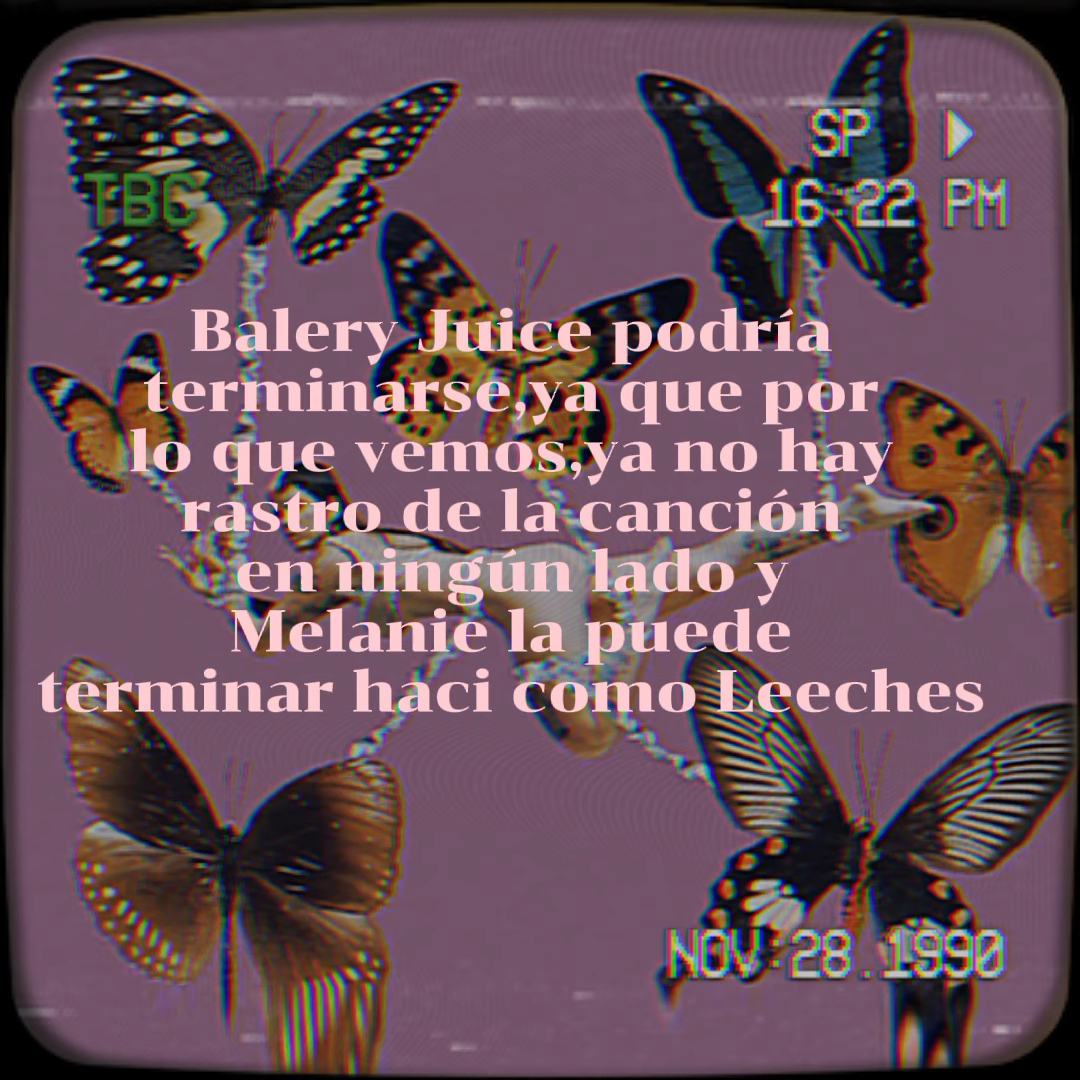 SP
TBC
16:22 PM
Balery Juice podría
terminarse,ya que por
lo que vemos,ya no hay
rastro de la canción
en ningún lado y
Melanie la puede
terminar haci como Leeches
NOV 28 1990